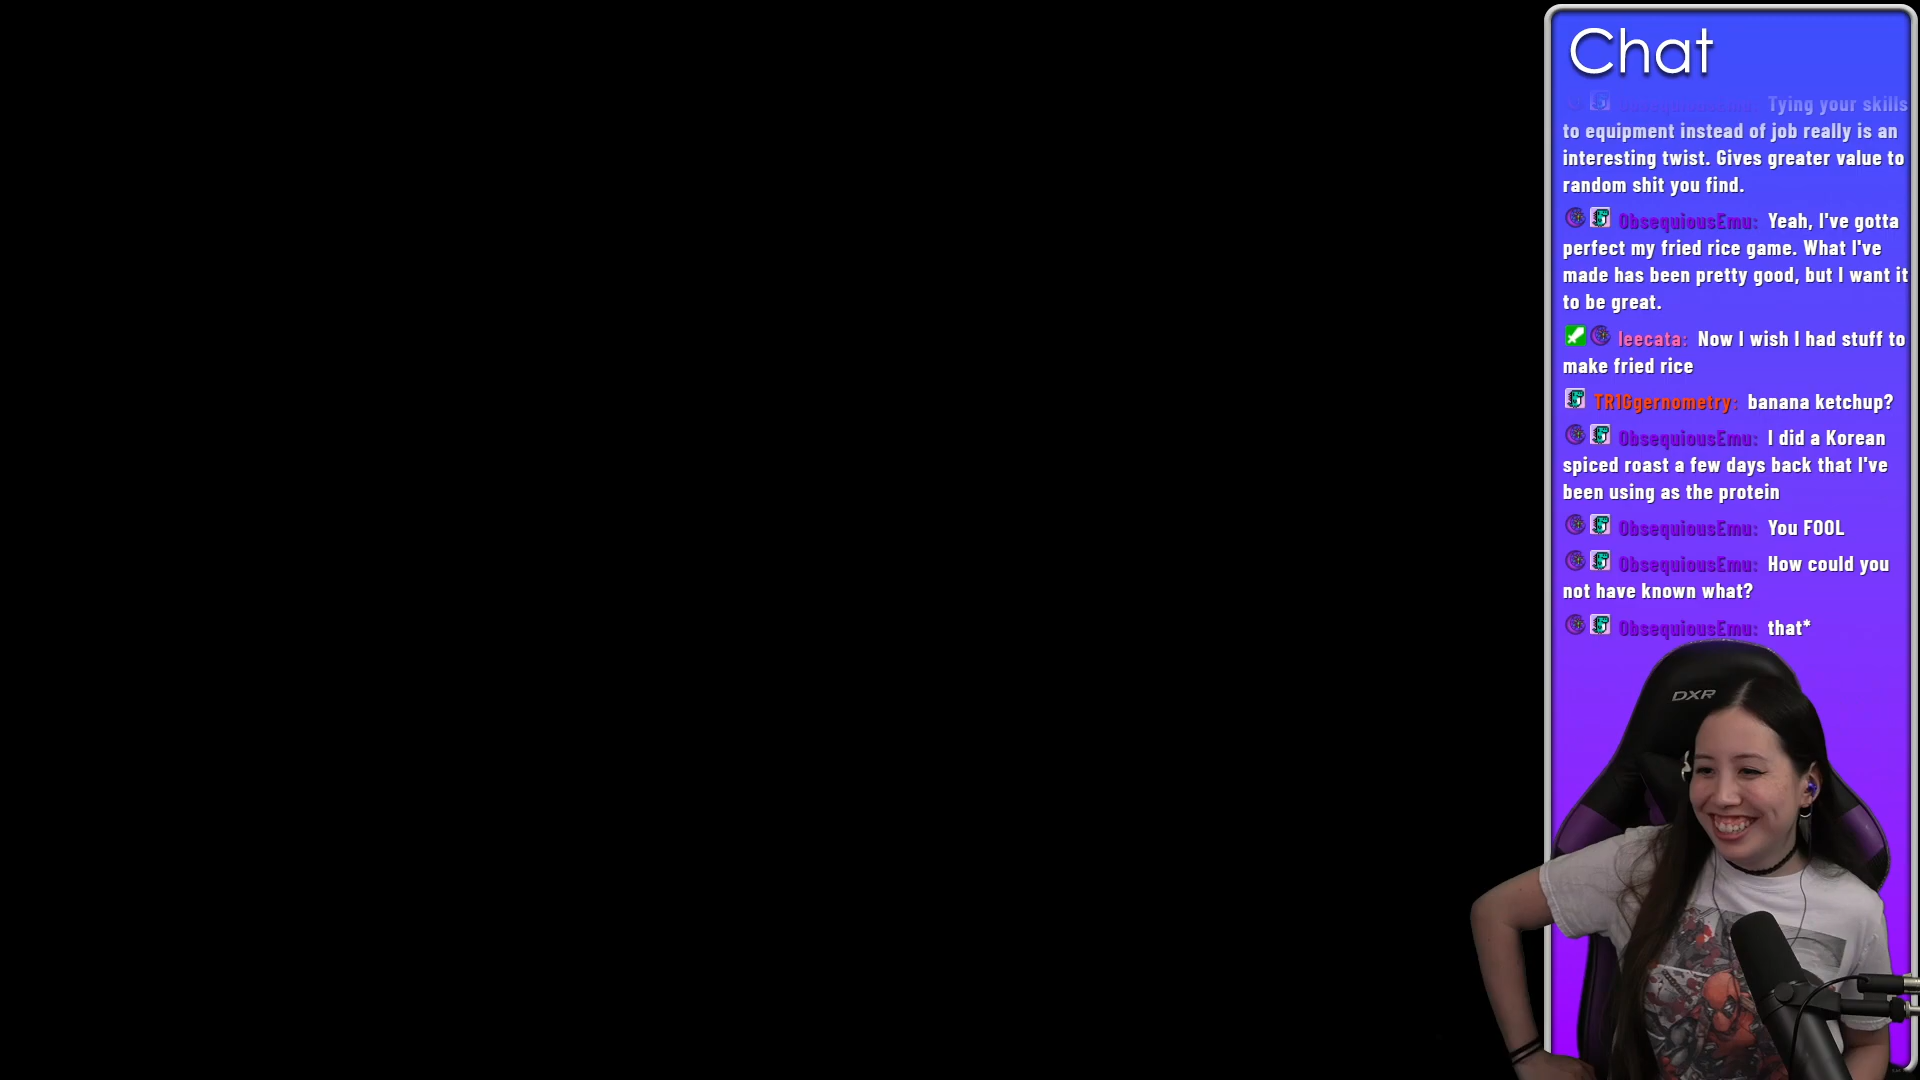 Chat
Tying your skills
to equipment instead of job really is an
interesting twist. Gives greater value to
random shit you find.
ObsequiousEmu: Yeah, I've gotta
perfect my fried rice game. What I've
made has been pretty good, but I want it
to be great.
leecata: Now I wish I had stuff to
make fried rice
TR1Ggernometry: banana ketchup?
ObsequiousEmu: I did a Korean
spiced roast a few days back that I've
been using as the protein
ObsequiousEmu: You FOOL
ObsequiousEmu: How could you
not have known what?
ObsequiousEmu: that*
DXR